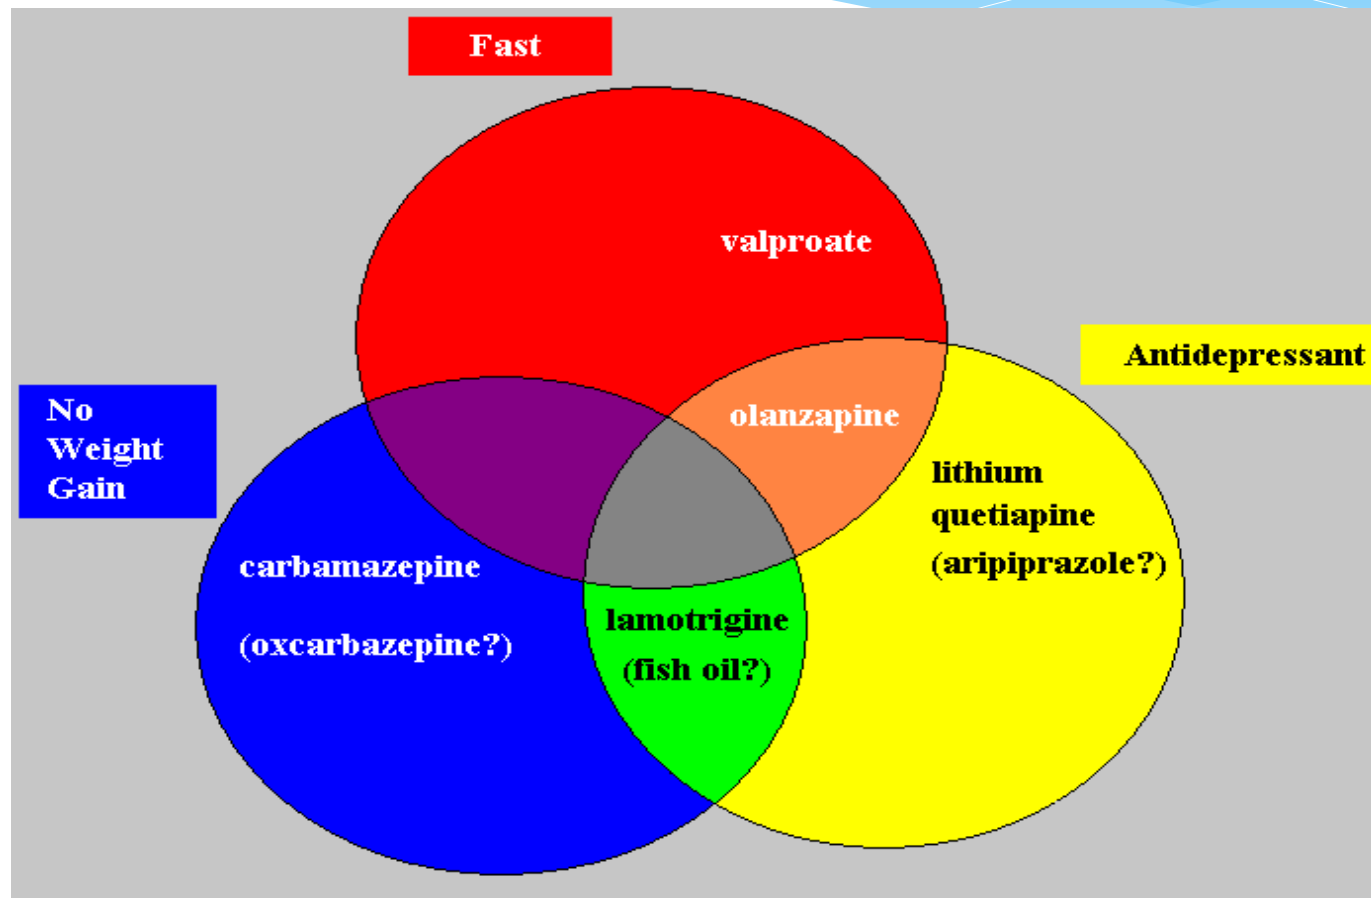 Fast
valproate
Antidepressant
No
Weight
Gain
olanzapine
lithium
quetiapine
(aripiprazole?)
carbamazepine
(oxcarbazepine?)
lamotrigine
(fish oil?)